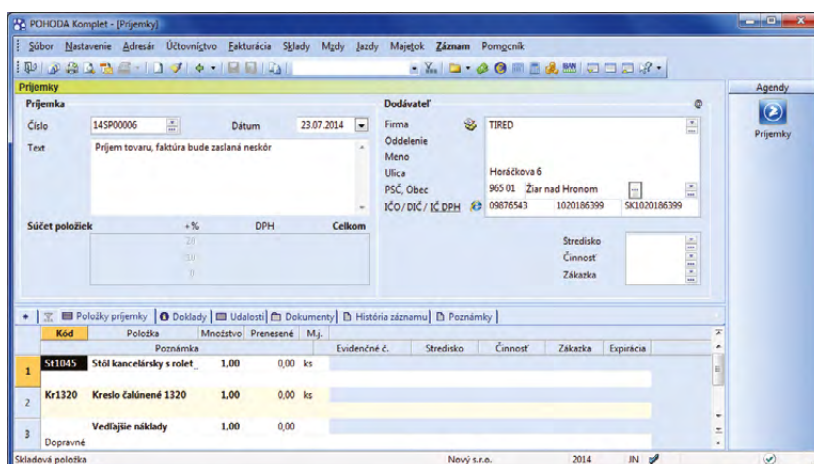 POHODA Komplet - [Príjemky]
Súbor Nastavenie Adresár Účtovníctvo Fakturácia Sklady Mzdy Jazdy Majetok Záznam Pomocník
Príjemky
Agendy
Príjemky
Príjemka
Číslo 14SP00006 Dátum 23.07.2014
Text Príjem tovaru, faktúra bude zaslaná neskôr
Súčet položiek +% DPH Celkom
20
10
0
Dodávateľ @
Firma TIRED
Oddelenie
Meno
Ulica Horáčkova 6
PSČ, Obec 965 01 Žiar nad Hronom
IČO/DIČ/IČ DPH 09876543 1020186399 SK1020186399
Stredisko
Činnosť
Zákazka
Položky príjemky Doklady Udalosti Dokumenty História záznamu Poznámky
Kód Položka Množstvo Prenesené M.j.
Poznámka Evidenčné č. Stredisko Činnosť Zákazka Expirácia
1 St1045 Stôl kancelársky s rolet_ 1,00 0,00 ks
2 Kr1320 Kreslo čalúnené 1320 1,00 0,00 ks
3 Vedľajšie náklady 1,00 0,00
Dopravné
Skladová položka Nový s.r.o. 2014 JN